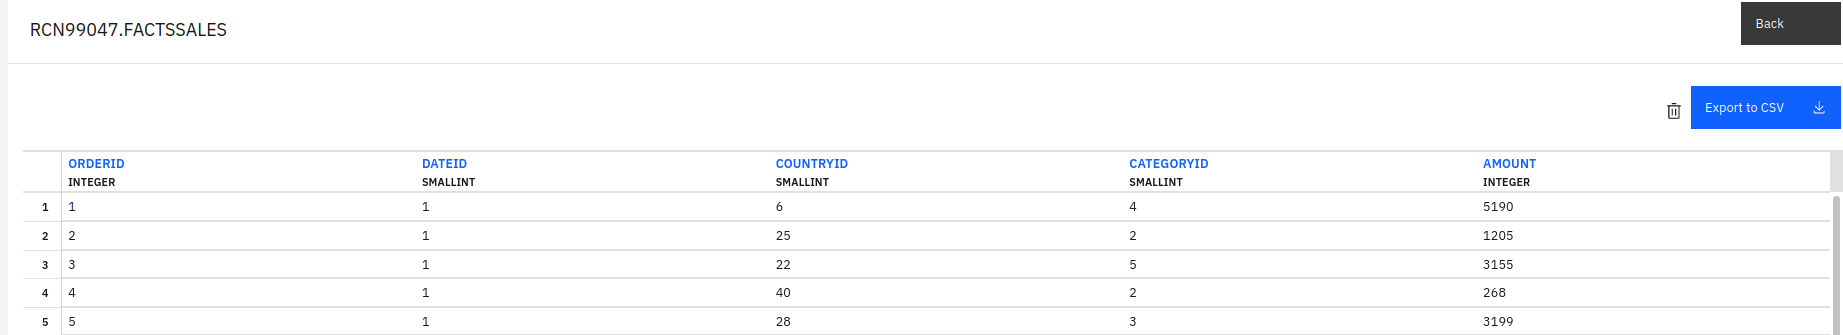 RCN99047.FACTSSALES
Back
Export to CSV
ORDERID DATEID COUNTRYID CATEGORYID AMOUNT
INTEGER SMALLINT SMALLINT SMALLINT INTEGER
1 1 1 6 4 5190
2 2 1 25 2 1205
3 3 1 22 5 3155
4 4 1 40 2 268
5 5 1 28 3 3199